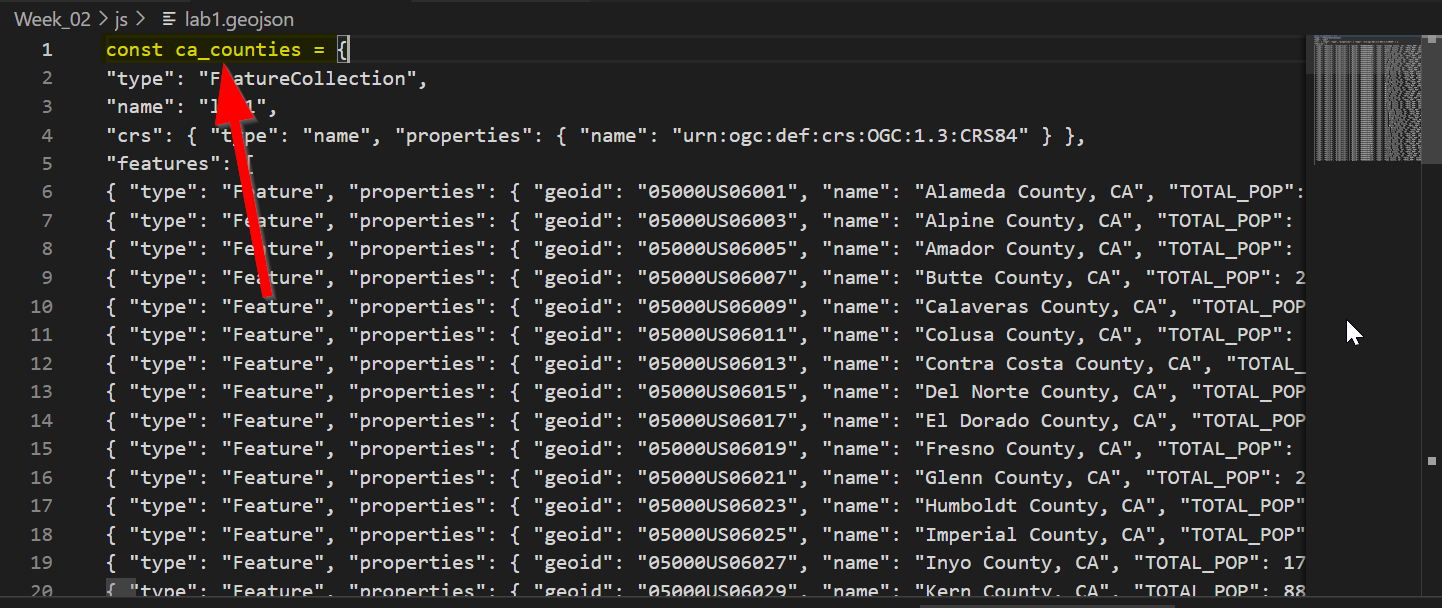 Week_02 > js > lab1.geojson
1 const ca_counties = {
2 "type": "FeatureCollection",
3 "name": "lab1",
4 "crs": { "type": "name", "properties": { "name": "urn:ogc:def:crs:OGC:1.3:CRS84" } },
5 "features": [
6 { "type": "Feature", "properties": { "geoid": "05000US06001", "name": "Alameda County, CA", "TOTAL_POP":
7 { "type": "Feature", "properties": { "geoid": "05000US06003", "name": "Alpine County, CA", "TOTAL_POP":
8 { "type": "Feature", "properties": { "geoid": "05000US06005", "name": "Amador County, CA", "TOTAL_POP":
9 { "type": "Feature", "properties": { "geoid": "05000US06007", "name": "Butte County, CA", "TOTAL_POP": 2
10 { "type": "Feature", "properties": { "geoid": "05000US06009", "name": "Calaveras County, CA", "TOTAL_POP
11 { "type": "Feature", "properties": { "geoid": "05000US06011", "name": "Colusa County, CA", "TOTAL_POP":
12 { "type": "Feature", "properties": { "geoid": "05000US06013", "name": "Contra Costa County, CA", "TOTAL_
13 { "type": "Feature", "properties": { "geoid": "05000US06015", "name": "Del Norte County, CA", "TOTAL_POP
14 { "type": "Feature", "properties": { "geoid": "05000US06017", "name": "El Dorado County, CA", "TOTAL_POP
15 { "type": "Feature", "properties": { "geoid": "05000US06019", "name": "Fresno County, CA", "TOTAL_POP":
16 { "type": "Feature", "properties": { "geoid": "05000US06021", "name": "Glenn County, CA", "TOTAL_POP": 2
17 { "type": "Feature", "properties": { "geoid": "05000US06023", "name": "Humboldt County, CA", "TOTAL_POP"
18 { "type": "Feature", "properties": { "geoid": "05000US06025", "name": "Imperial County, CA", "TOTAL_POP"
19 { "type": "Feature", "properties": { "geoid": "05000US06027", "name": "Inyo County, CA", "TOTAL_POP": 17
20 { "type": "Feature", "properties": { "geoid": "05000US06029", "name": "Kern County, CA", "TOTAL_POP": 88